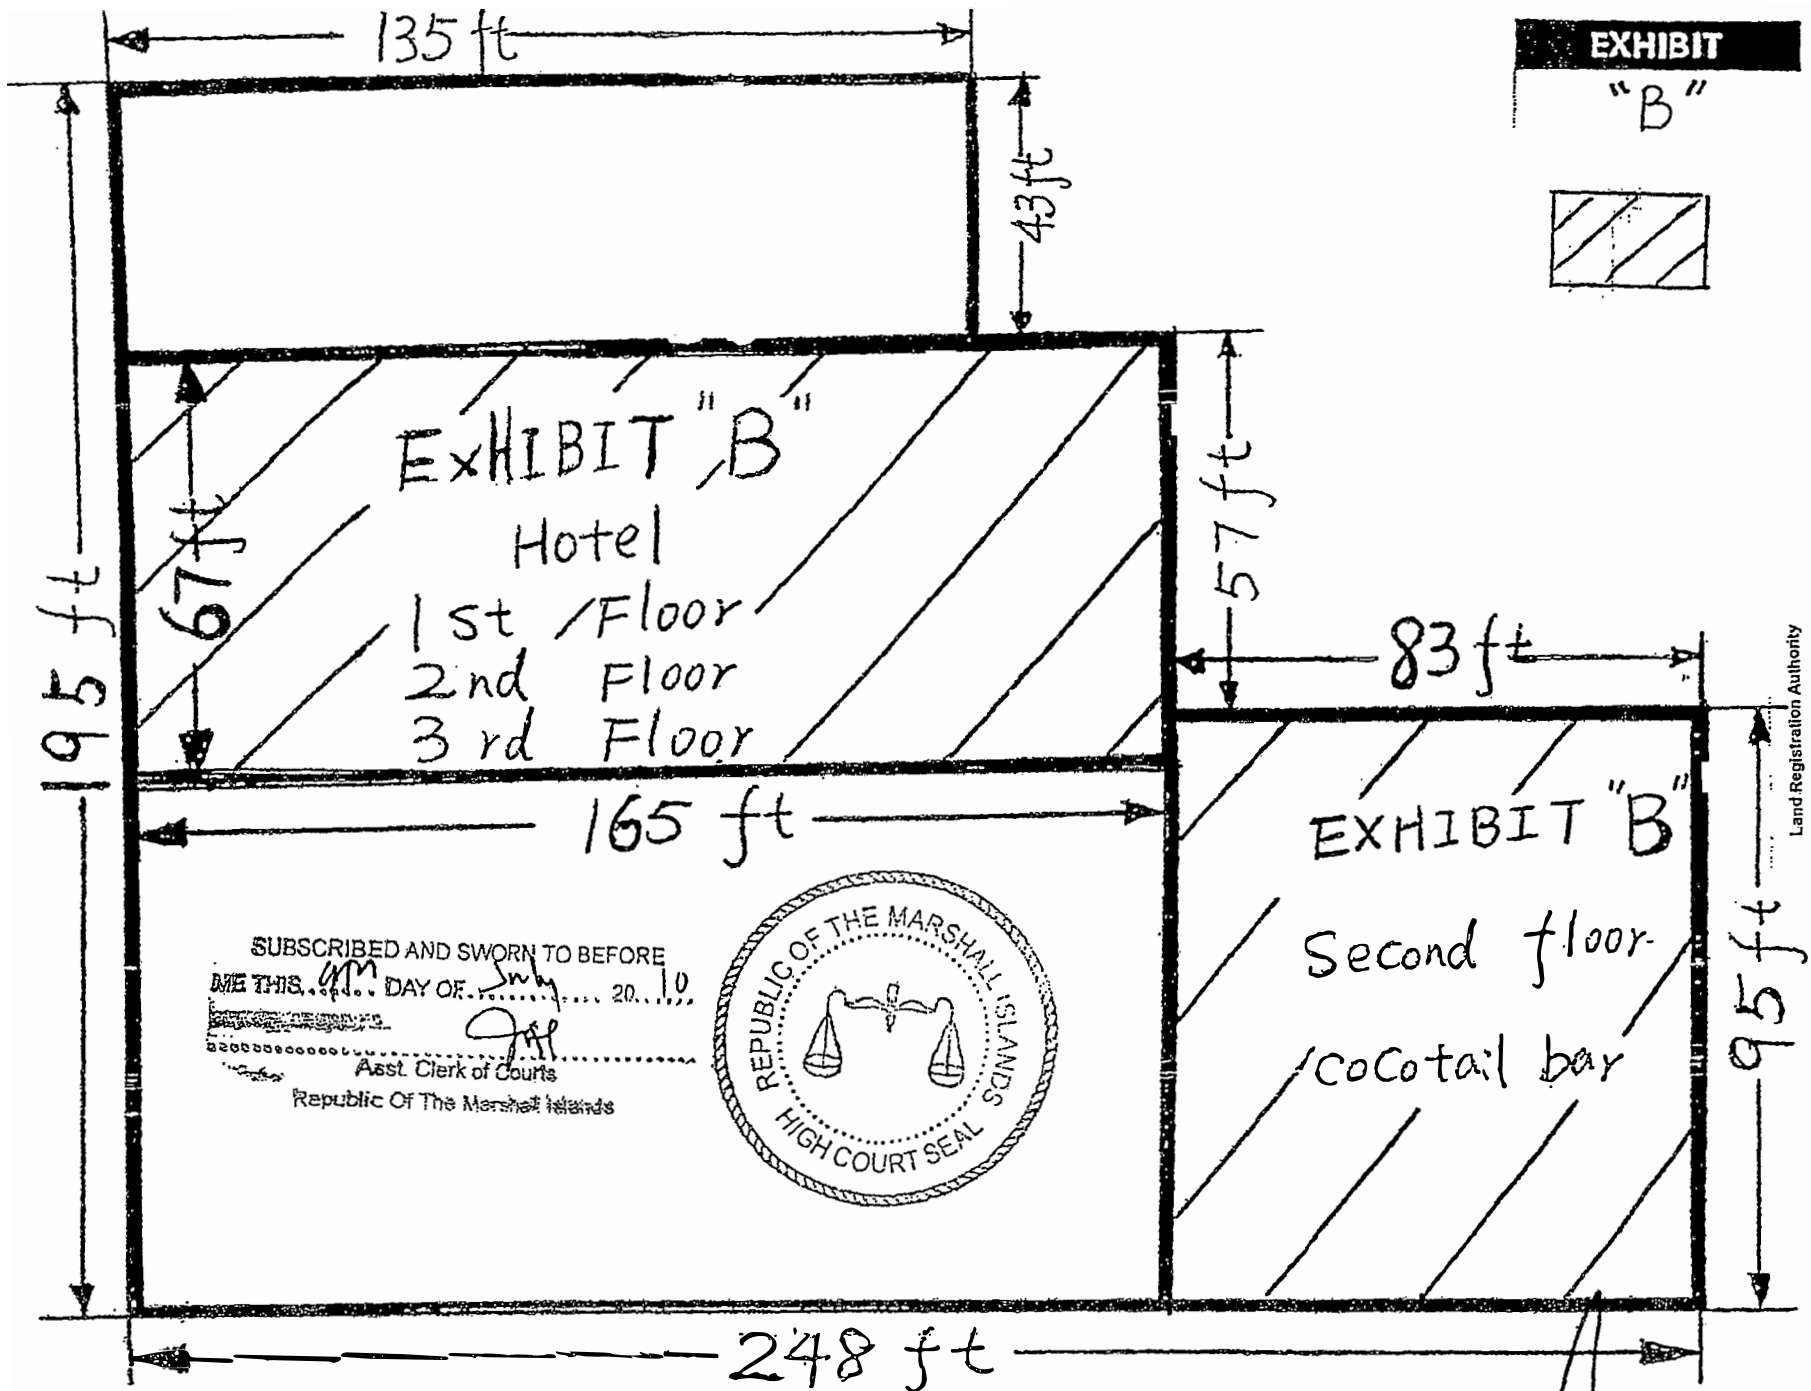 135 ft
EXHIBIT
"B"
43 ft
EXHIBIT "B"
Hotel
1st Floor
2nd Floor
3rd Floor
67 ft
57 ft
195 ft
83 ft
Land Registration Authority
165 ft
EXHIBIT "B"
Second floor
cocotail bar
95 ft
SUBSCRIBED AND SWORN TO BEFORE
ME THIS 9th DAY OF July 2010
Asst. Clerk of Courts
Republic Of The Marshall Islands
REPUBLIC OF THE MARSHALL ISLANDS
HIGH COURT SEAL
248 ft